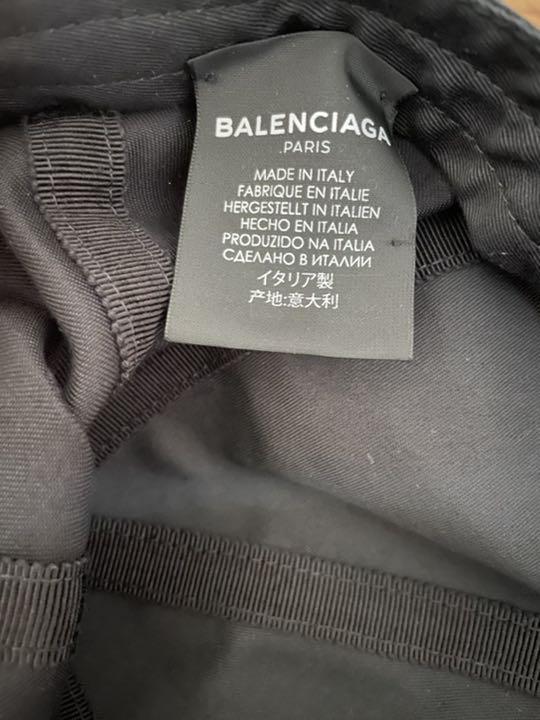 BALENCIAGA
.PARIS
MADE IN ITALY
FABRIQUE EN ITALIE
HERGESTELLT IN ITALIEN
HECHO EN ITALIA
PRODUZIDO NA ITALIA
СДЕЛАНО В ИТАЛИИ
イタリア製
产地:意大利